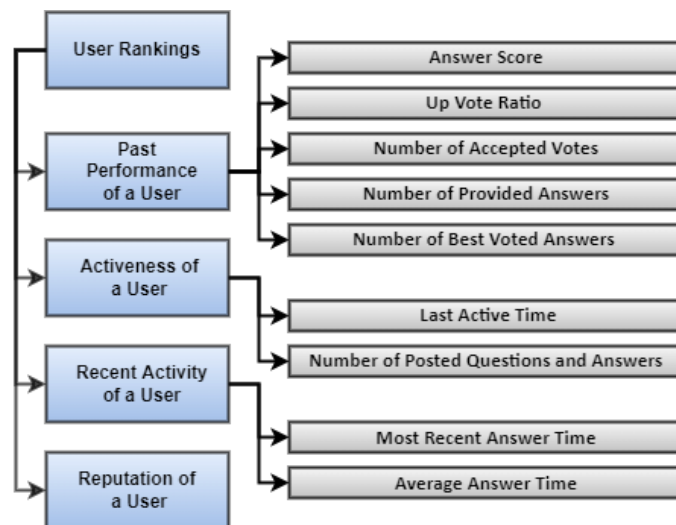 User Rankings
Past
Performance
of a User
Answer Score
Up Vote Ratio
Number of Accepted Votes
Number of Provided Answers
Number of Best Voted Answers
Activeness of
a User
Last Active Time
Number of Posted Questions and Answers
Recent Activity
of a User
Most Recent Answer Time
Average Answer Time
Reputation of
a User